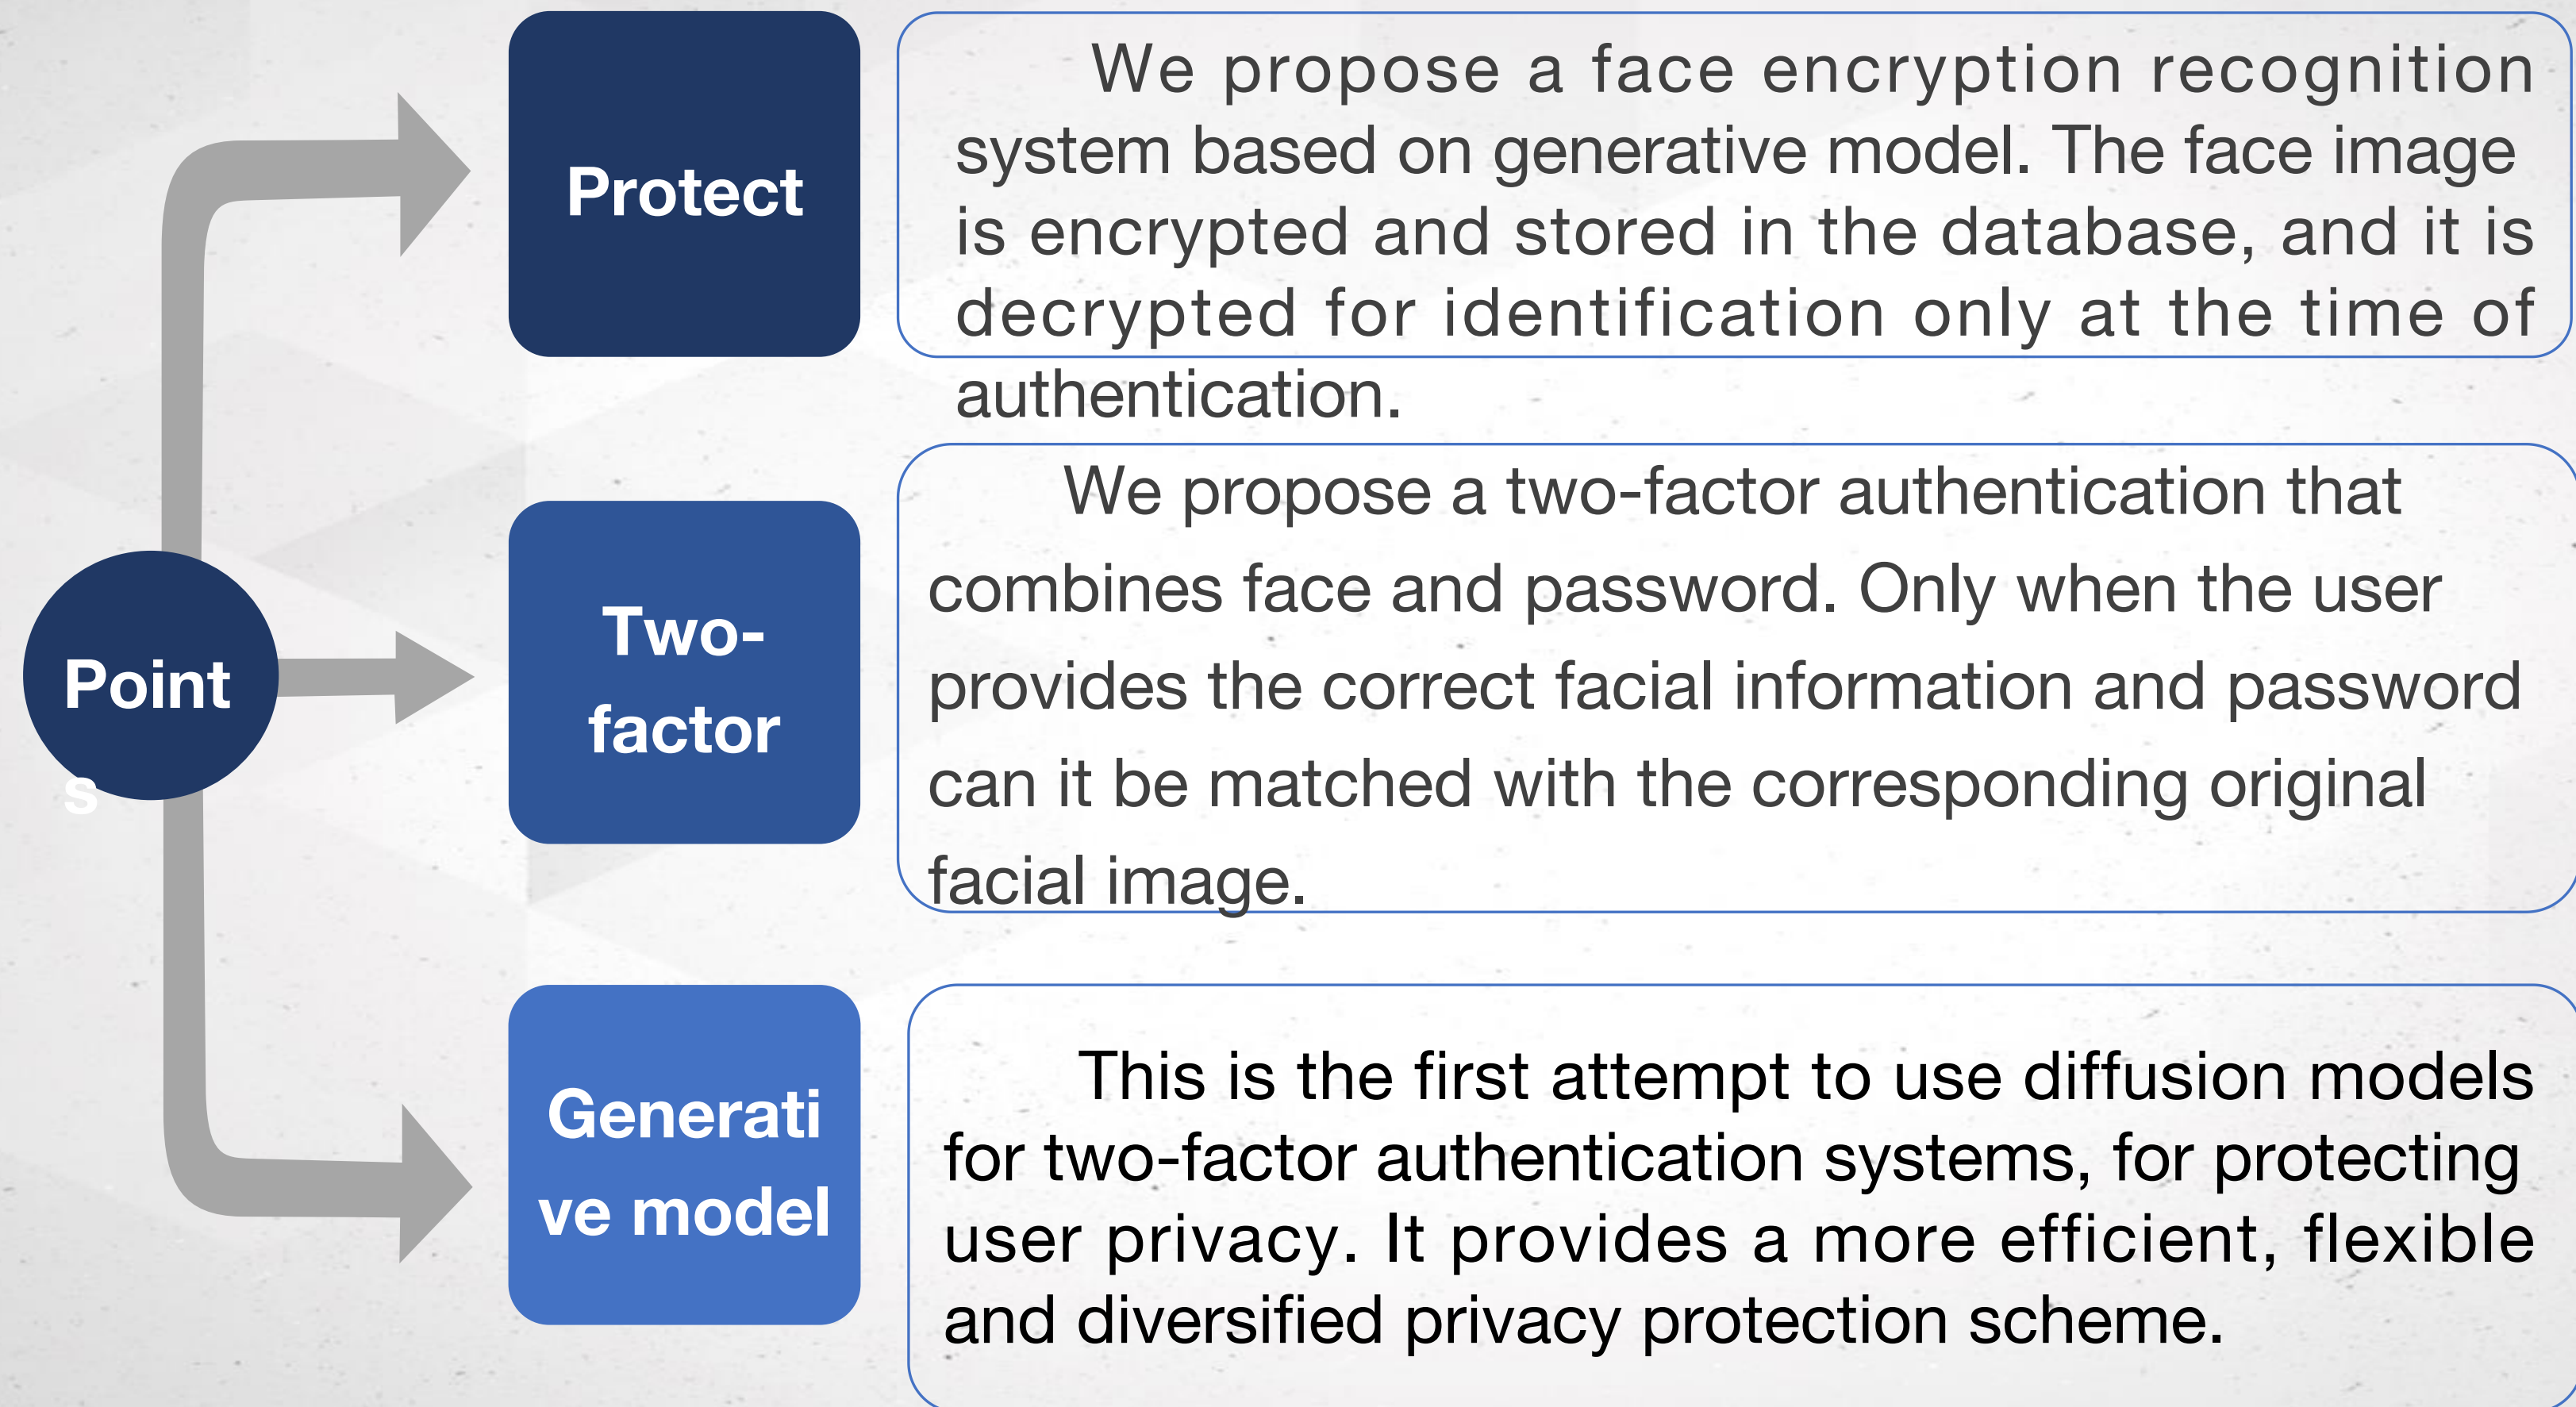 Point
s
Protect
We propose a face encryption recognition
system based on generative model. The face image
is encrypted and stored in the database, and it is
decrypted for identification only at the time of
authentication.
Two-
factor
We propose a two-factor authentication that
combines face and password. Only when the user
provides the correct facial information and password
can it be matched with the corresponding original
facial image.
Generati
ve model
This is the first attempt to use diffusion models
for two-factor authentication systems, for protecting
user privacy. It provides a more efficient, flexible
and diversified privacy protection scheme.